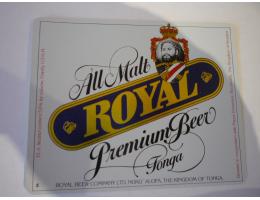 All Malt
ROYAL
Premium Beer
Tonga
ROYAL BEER COMPANY LTD. NUKU' ALOFA, THE KINGDOM OF TONGA.